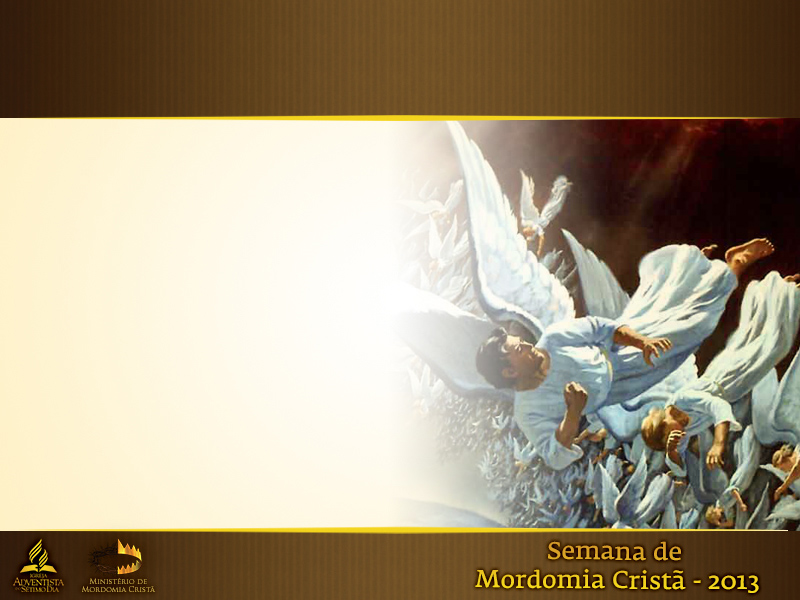 IGREJA
ADVENTISTA
DO SÉTIMO DIA
MINISTÉRIO DE
MORDOMIA CRISTÃ
Semana de
Mordomia Cristã - 2013